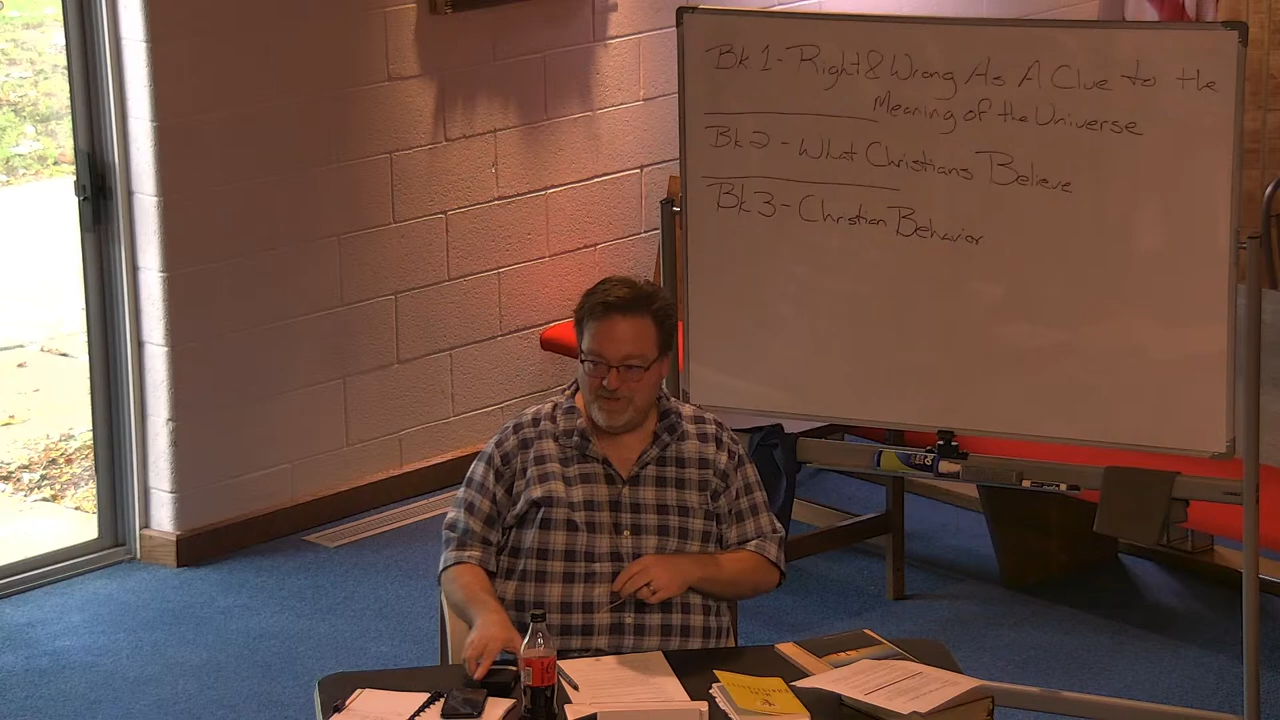 Bk 1 - Right & Wrong As A Clue to the
Meaning of the Universe
Bk 2 - What Christians Believe
Bk 3 - Christian Behavior